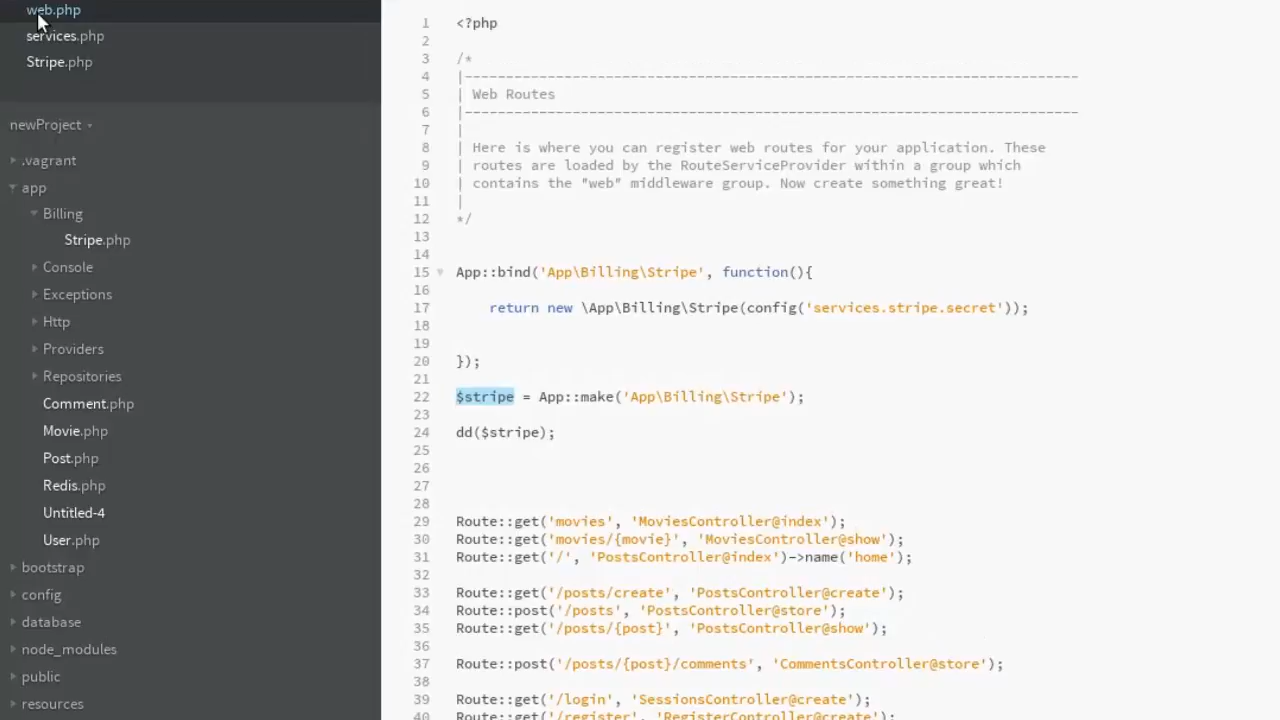 web.php
services.php
Stripe.php
newProject
.vagrant
app
Billing
Stripe.php
Console
Exceptions
Http
Providers
Repositories
Comment.php
Movie.php
Post.php
Redis.php
Untitled-4
User.php
bootstrap
config
database
node_modules
public
resources
1 <?php
2
3 /*
4 |--------------------------------------------------------------------------
5 | Web Routes
6 |--------------------------------------------------------------------------
7 |
8 | Here is where you can register web routes for your application. These
9 | routes are loaded by the RouteServiceProvider within a group which
10 | contains the "web" middleware group. Now create something great!
11 |
12 */
13
14
15 App::bind('App\Billing\Stripe', function(){
16
17 return new \App\Billing\Stripe(config('services.stripe.secret'));
18
19
20 });
21
22 $stripe = App::make('App\Billing\Stripe');
23
24 dd($stripe);
25
26
27
28
29 Route::get('movies', 'MoviesController@index');
30 Route::get('movies/{movie}', 'MoviesController@show');
31 Route::get('/', 'PostsController@index')->name('home');
32
33 Route::get('/posts/create', 'PostsController@create');
34 Route::post('/posts', 'PostsController@store');
35 Route::get('/posts/{post}', 'PostsController@show');
36
37 Route::post('/posts/{post}/comments', 'CommentsController@store');
38
39 Route::get('/login', 'SessionsController@create');
40 Route::get('/register', 'RegisterController@create');